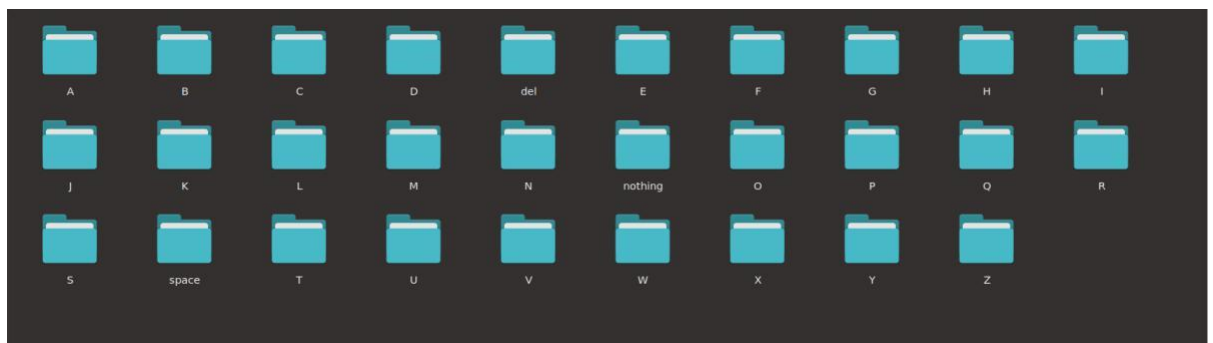 A B C D del E F G H I
J K L M N nothing O P Q R
S space T U V W X Y Z